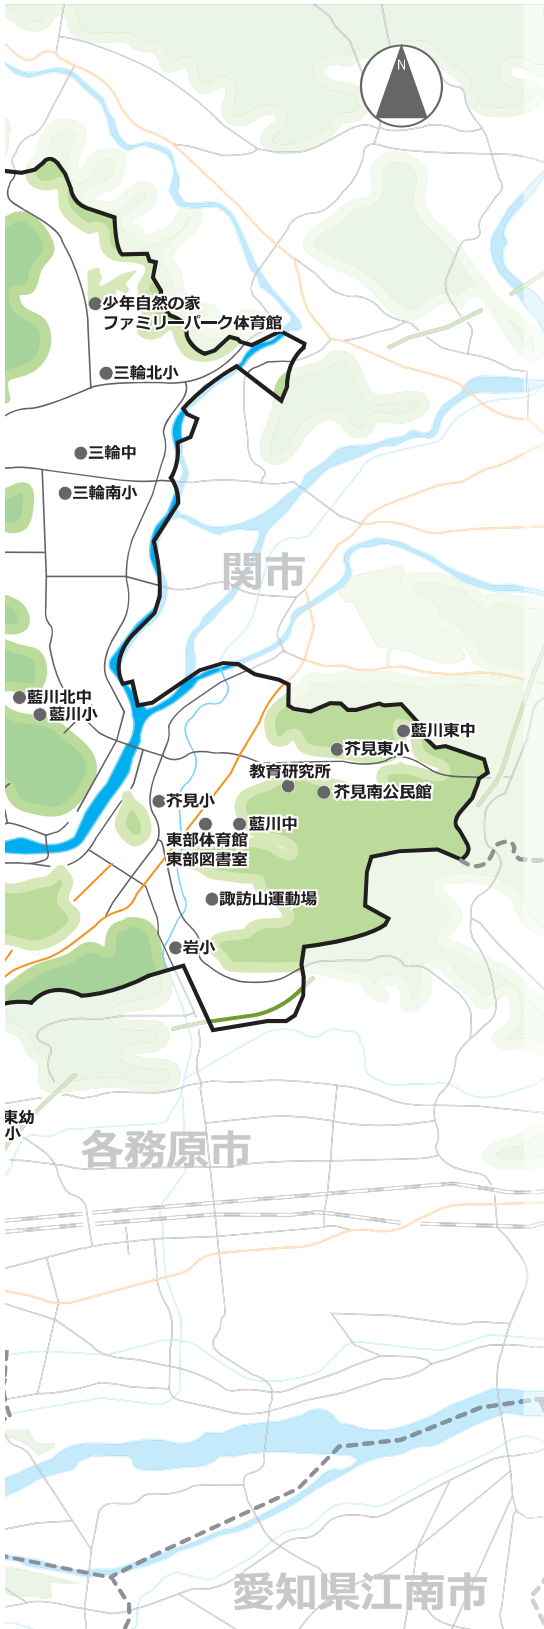 N
少年自然の家
ファミリーパーク体育館
三輪北小
三輪中
三輪南小
関市
藍川北中
藍川小
藍川東中
芥見東小
教育研究所
芥見南公民館
芥見小
藍川中
東部体育館
東部図書室
諏訪山運動場
岩小
東幼
小
各務原市
愛知県江南市